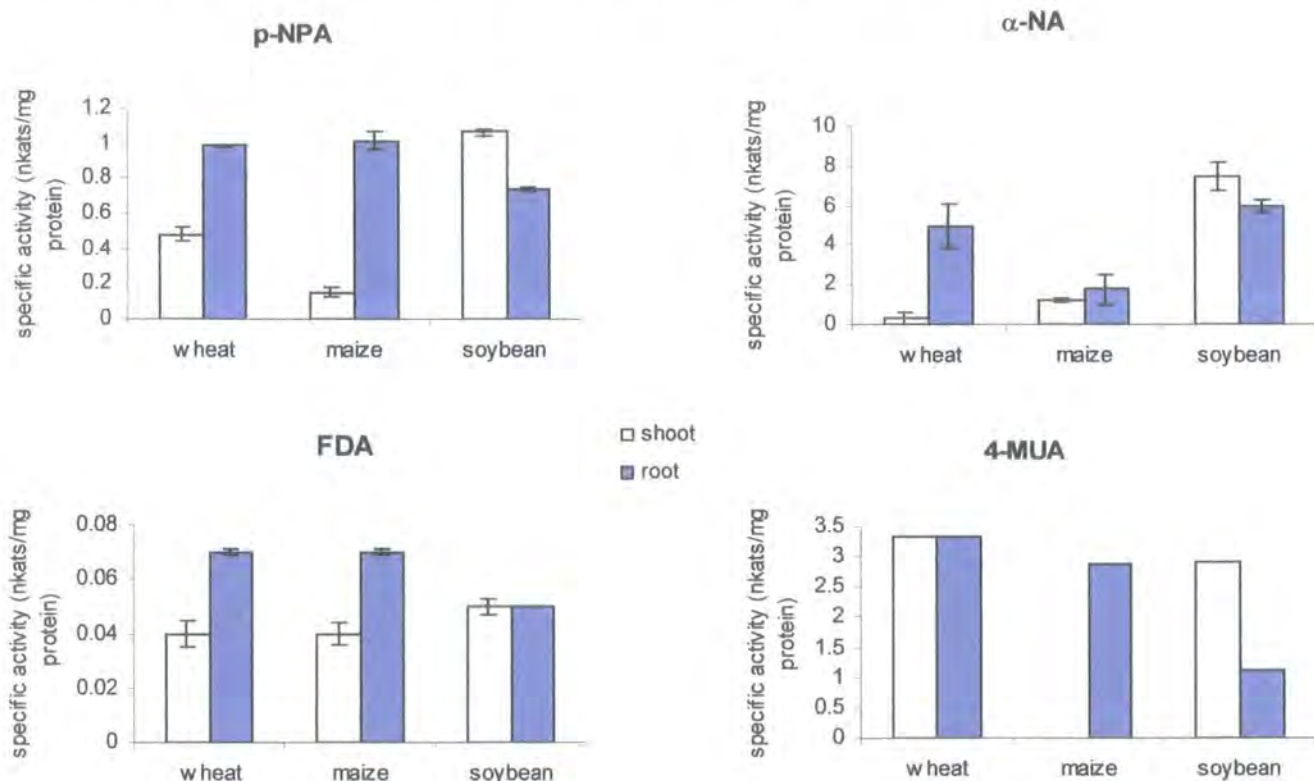 p-NPA
specific activity (nkats/mg
protein)
1.2
1
0.8
0.6
0.4
0.2
0
wheat maize soybean
α-NA
specific activity (nkats/mg
protein)
10
8
6
4
2
0
wheat maize soybean
FDA
specific activity (nkats/mg
protein)
0.08
0.06
0.04
0.02
0
wheat maize soybean
shoot
root
4-MUA
specific activity (nkats/mg
protein)
3.5
3
2.5
2
1.5
1
0.5
0
wheat maize soybean